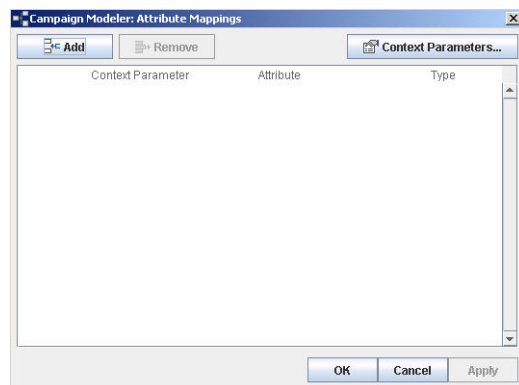 Campaign Modeler: Attribute Mappings
Add Remove Context Parameters...
Context Parameter Attribute Type
OK Cancel Apply